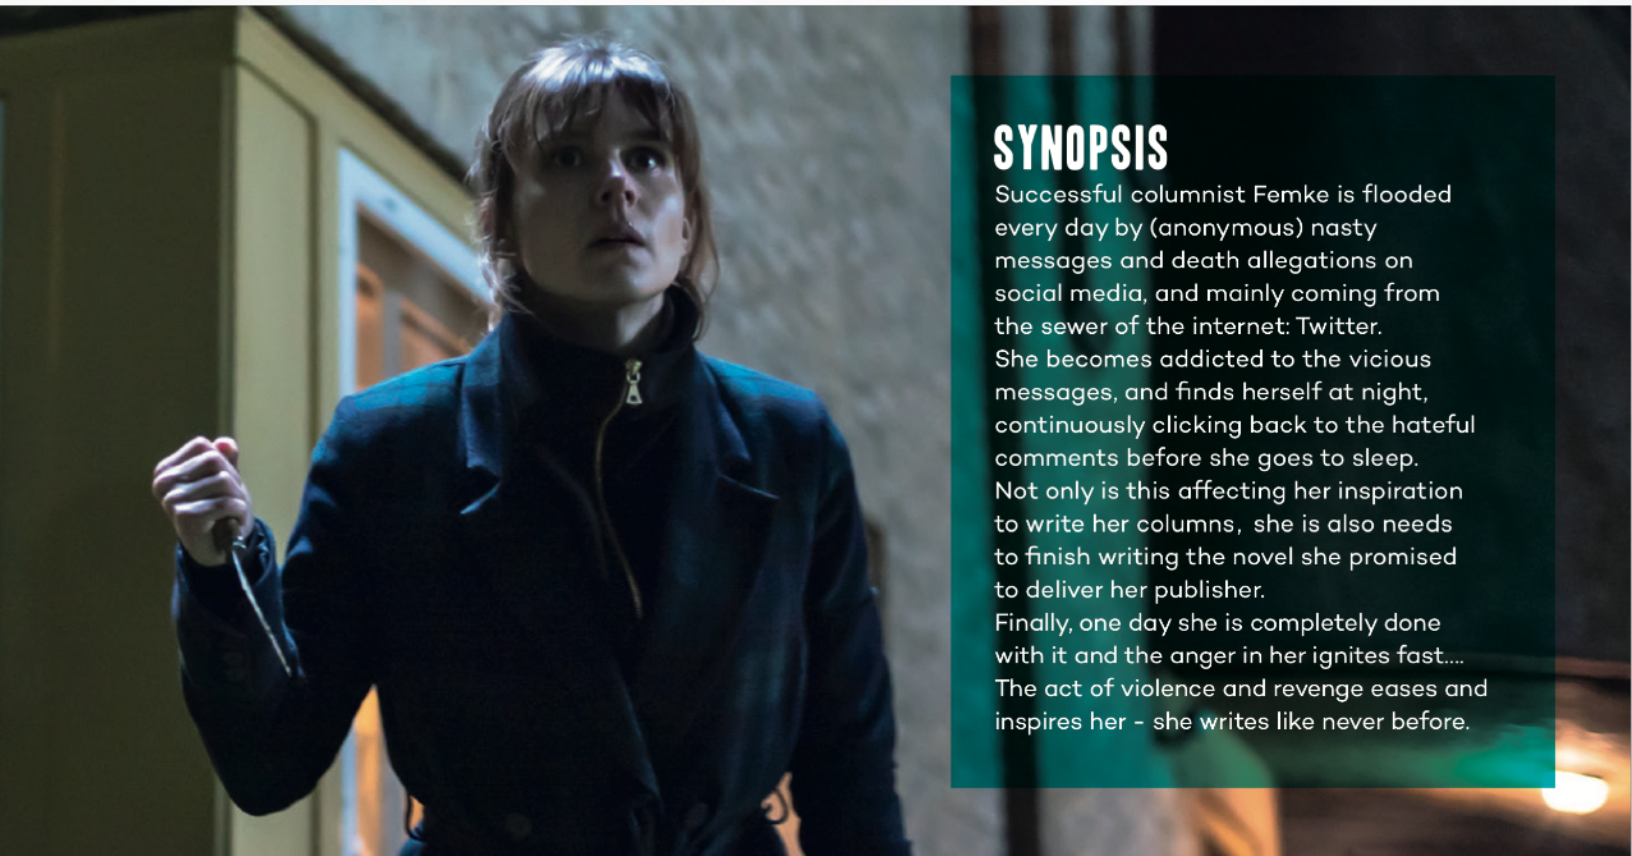 SYNOPSIS
Successful columnist Femke is flooded
every day by (anonymous) nasty
messages and death allegations on
social media, and mainly coming from
the sewer of the internet: Twitter.
She becomes addicted to the vicious
messages, and finds herself at night,
continuously clicking back to the hateful
comments before she goes to sleep.
Not only is this affecting her inspiration
to write her columns, she is also needs
to finish writing the novel she promised
to deliver her publisher.
Finally, one day she is completely done
with it and the anger in her ignites fast....
The act of violence and revenge eases and
inspires her - she writes like never before.